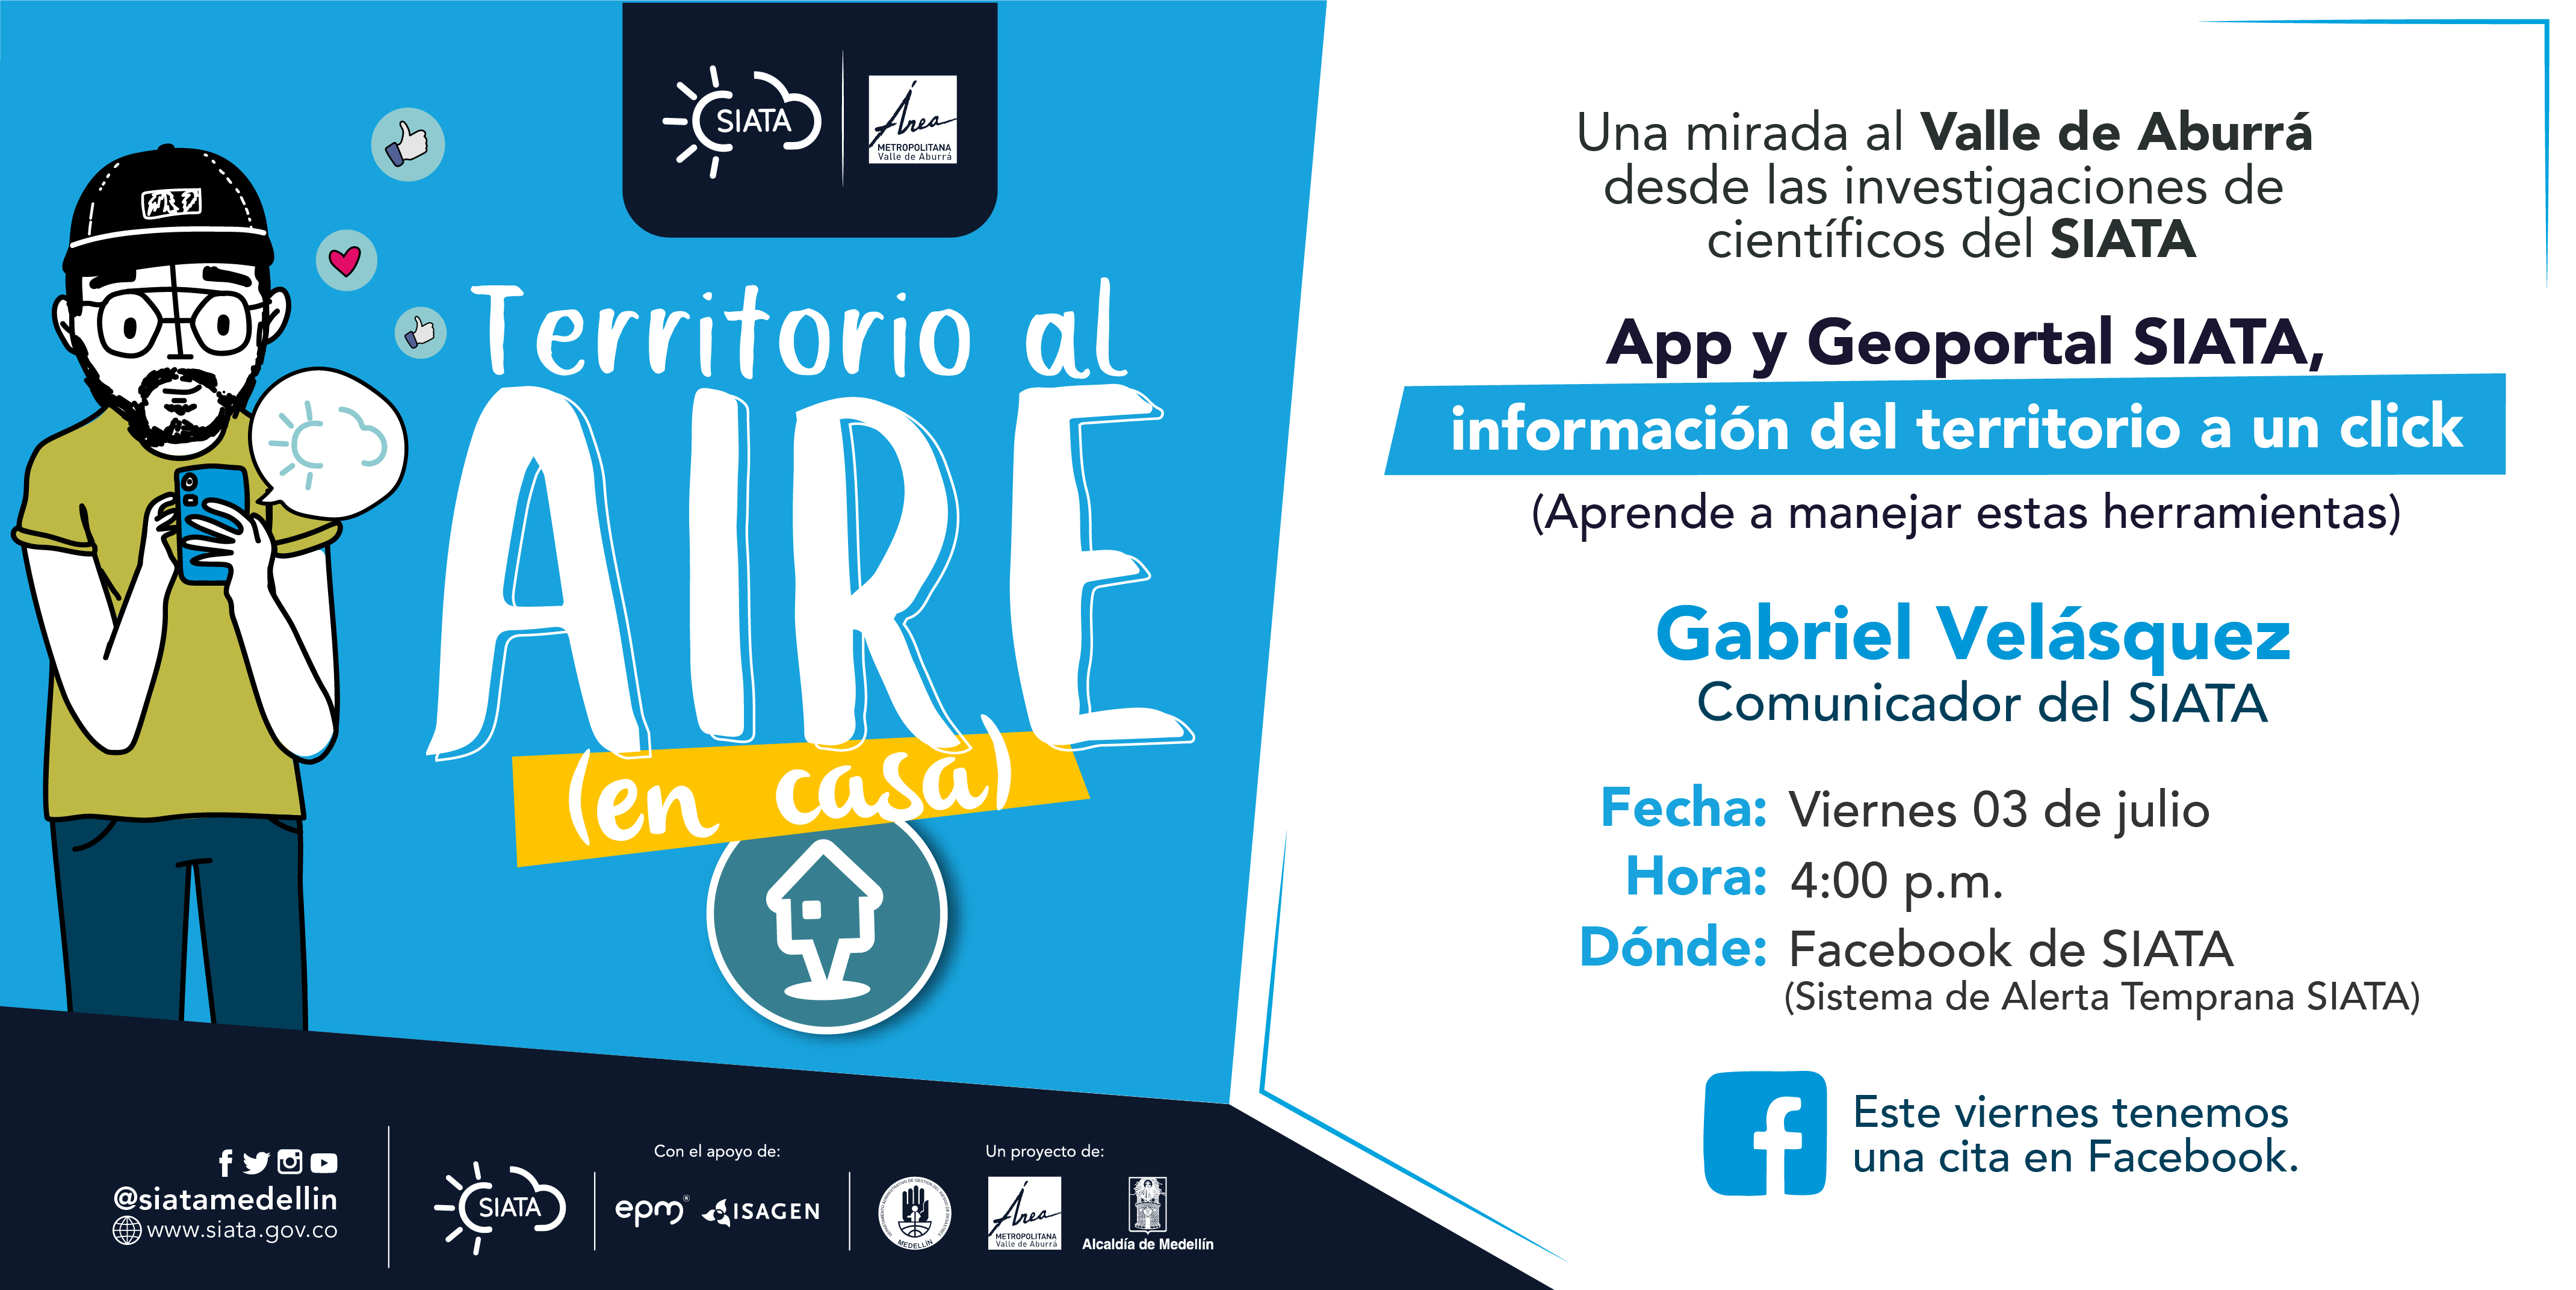 SIATA
Área
METROPOLITANA
Valle de Aburrá
Territorio al
AIRE
(en casa)
Una mirada al Valle de Aburrá
desde las investigaciones de
científicos del SIATA
App y Geoportal SIATA,
información del territorio a un click
(Aprende a manejar estas herramientas)
Gabriel Velásquez
Comunicador del SIATA
Fecha: Viernes 03 de julio
Hora: 4:00 p.m.
Dónde: Facebook de SIATA
(Sistema de Alerta Temprana SIATA)
Este viernes tenemos
una cita en Facebook.
@siatamedellin
www.siata.gov.co
SIATA
Con el apoyo de:
epm®
ISAGEN
Un proyecto de:
MEDELLÍN
Área
METROPOLITANA
Valle de Aburrá
Alcaldía de Medellín